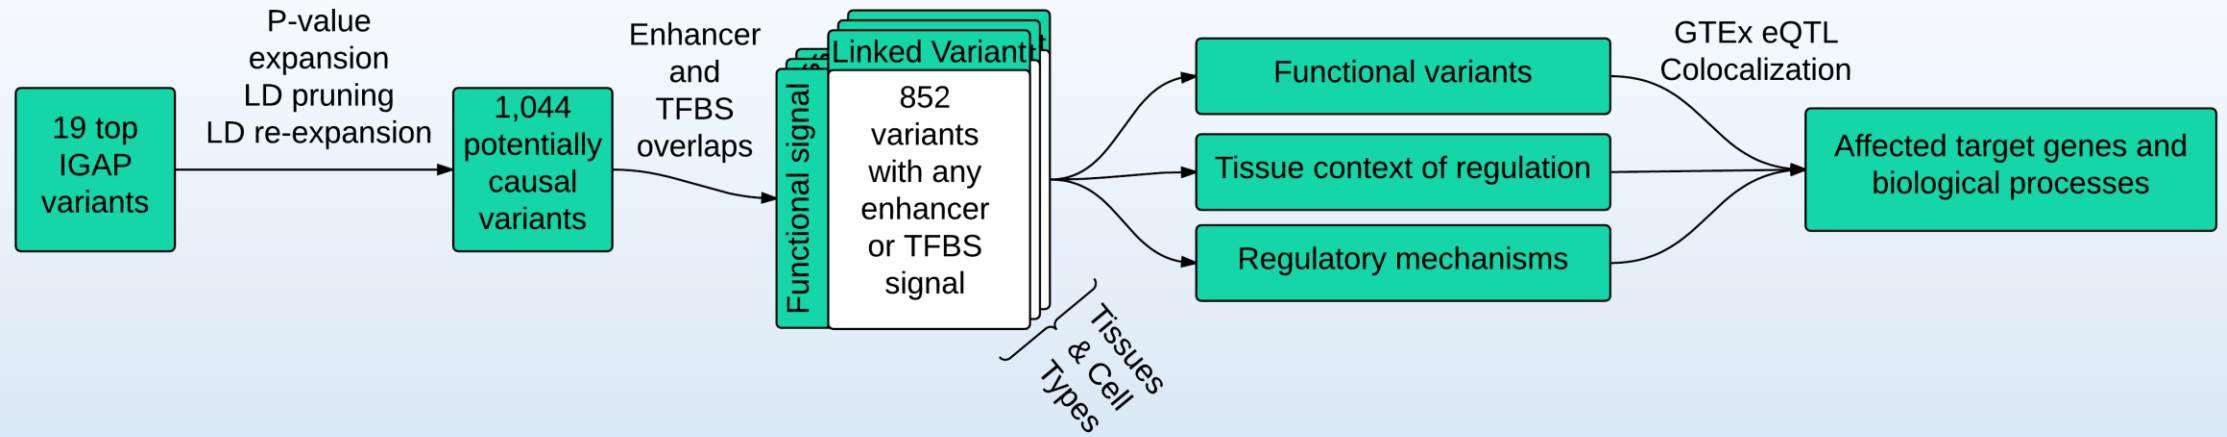 19 top
IGAP
variants
P-value
expansion
LD pruning
LD re-expansion
1,044
potentially
causal
variants
Enhancer
and
TFBS
overlaps
Functional signal
Linked Variant
852
variants
with any
enhancer
or TFBS
signal
Tissues
& Cell
Types
Functional variants
Tissue context of regulation
Regulatory mechanisms
GTEx eQTL
Colocalization
Affected target genes and
biological processes